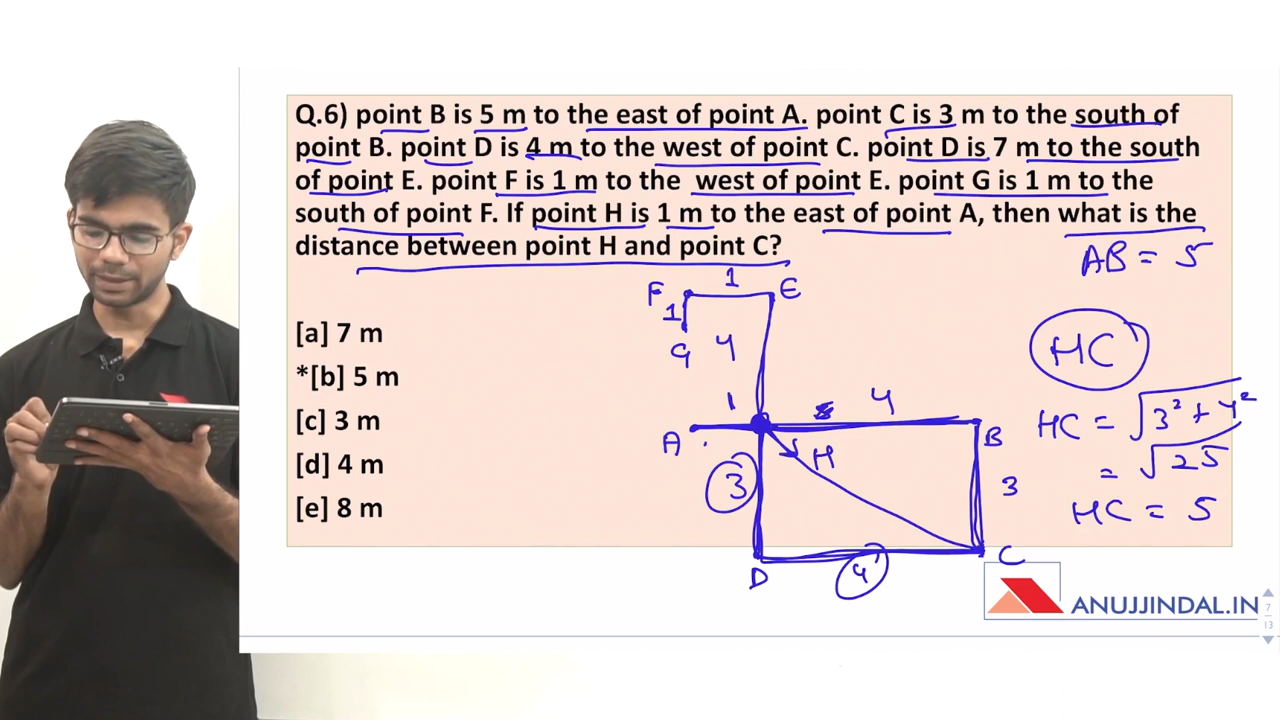 Q.6) point B is 5 m to the east of point A. point C is 3 m to the south of
point B. point D is 4 m to the west of point C. point D is 7 m to the south
of point E. point F is 1 m to the west of point E. point G is 1 m to the
south of point F. If point H is 1 m to the east of point A, then what is the
distance between point H and point C?
AB = 5
[a] 7 m
*[b] 5 m
[c] 3 m
[d] 4 m
[e] 8 m
F 1 E
1
G 4
1 4
A H B
3 3
D 4 C
HC
HC = √3² + 4²
= √25
HC = 5
ANUJJINDAL.IN
7
13